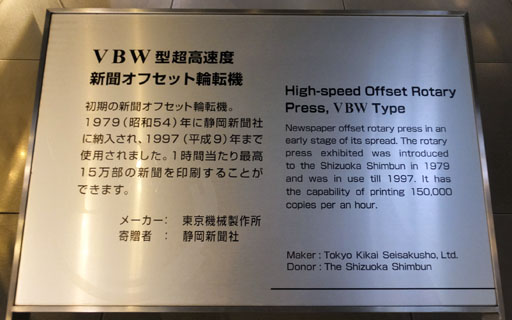 VBW型超高速度
新聞オフセット輪転機
初期の新聞オフセット輪転機。
1979(昭和54)年に静岡新聞社
に納入され、1997(平成9)年まで
使用されました。1時間当たり最高
15万部の新聞を印刷することが
できます。
メーカー： 東京機械製作所
寄贈者 ： 静岡新聞社
High-speed Offset Rotary
Press, VBW Type
Newspaper offset rotary press in an
early stage of its spread. The rotary
press exhibited was introduced
to the Shizuoka Shimbun in 1979
and was in use till 1997. It has
the capability of printing 150,000
copies per an hour.
Maker : Tokyo Kikai Seisakusho, Ltd.
Donor : The Shizuoka Shimbun